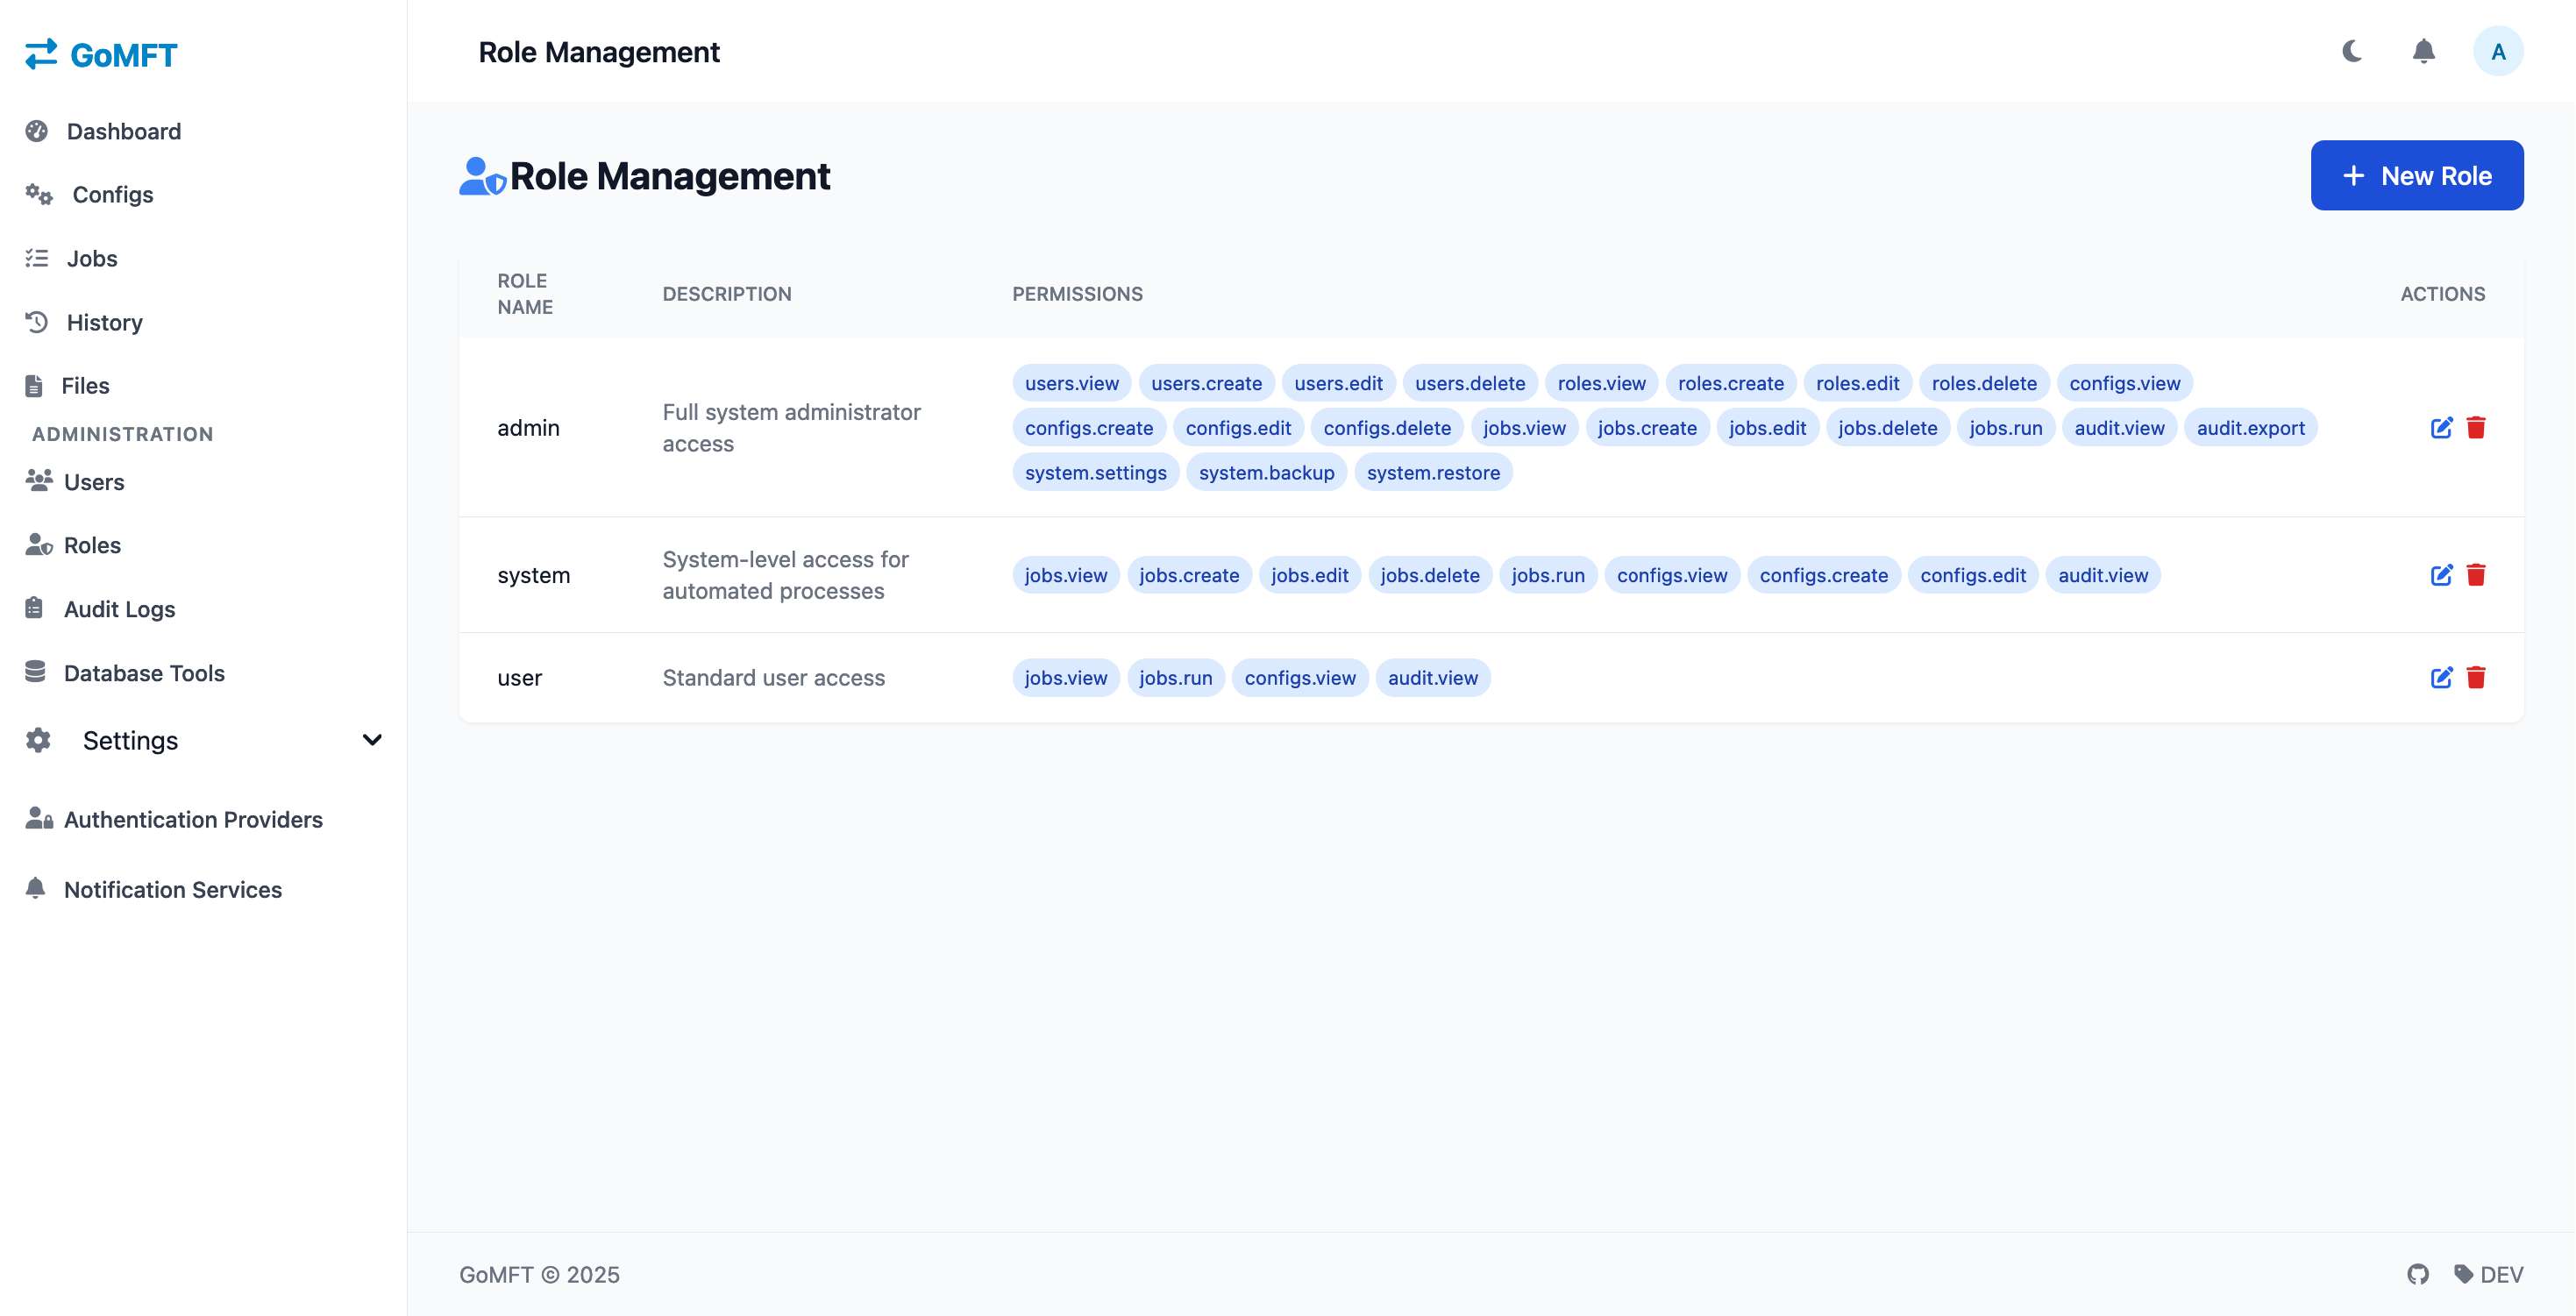 GoMFT
Dashboard
Configs
Jobs
History
Files
ADMINISTRATION
Users
Roles
Audit Logs
Database Tools
Settings
Authentication Providers
Notification Services
Role Management
A
Role Management
New Role
ROLE
NAME
DESCRIPTION
PERMISSIONS
ACTIONS
admin
Full system administrator
access
users.view users.create users.edit users.delete roles.view roles.create roles.edit roles.delete configs.view
configs.create configs.edit configs.delete jobs.view jobs.create jobs.edit jobs.delete jobs.run audit.view audit.export
system.settings system.backup system.restore
system
System-level access for
automated processes
jobs.view jobs.create jobs.edit jobs.delete jobs.run configs.view configs.create configs.edit audit.view
user
Standard user access
jobs.view jobs.run configs.view audit.view
GoMFT © 2025
DEV